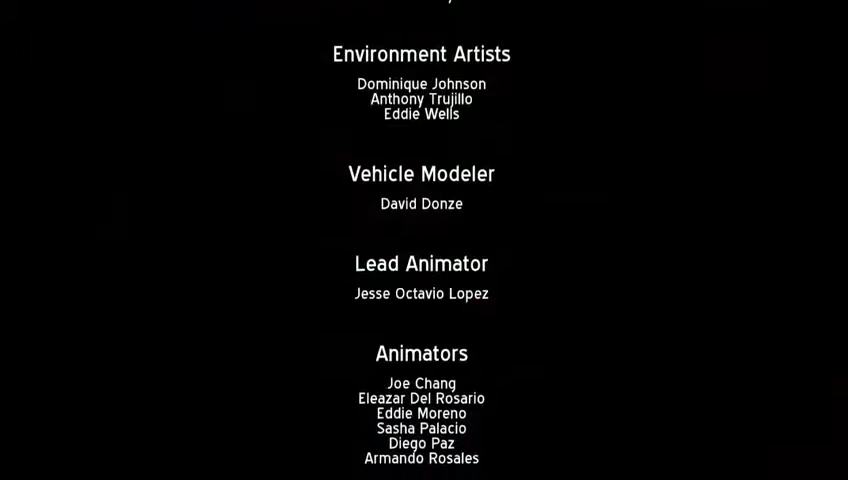 Environment Artists
Dominique Johnson
Anthony Trujillo
Eddie Wells
Vehicle Modeler
David Donze
Lead Animator
Jesse Octavio Lopez
Animators
Joe Chang
Eleazar Del Rosario
Eddie Moreno
Sasha Palacio
Diego Paz
Armando Rosales